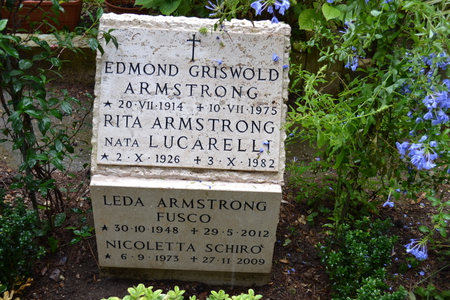 EDMOND GRISWOLD
ARMSTRONG
★ 20·VII·1914 ✝ 10·VII·1975
RITA ARMSTRONG
NATA LUCARELLI
★ 2·X·1926 ✝ 3·X·1982
LEDA ARMSTRONG
FUSCO
★ 30·10·1948 ✝ 29·5·2012
NICOLETTA SCHIRO'
★ 6·9·1973 ✝ 27·11·2009